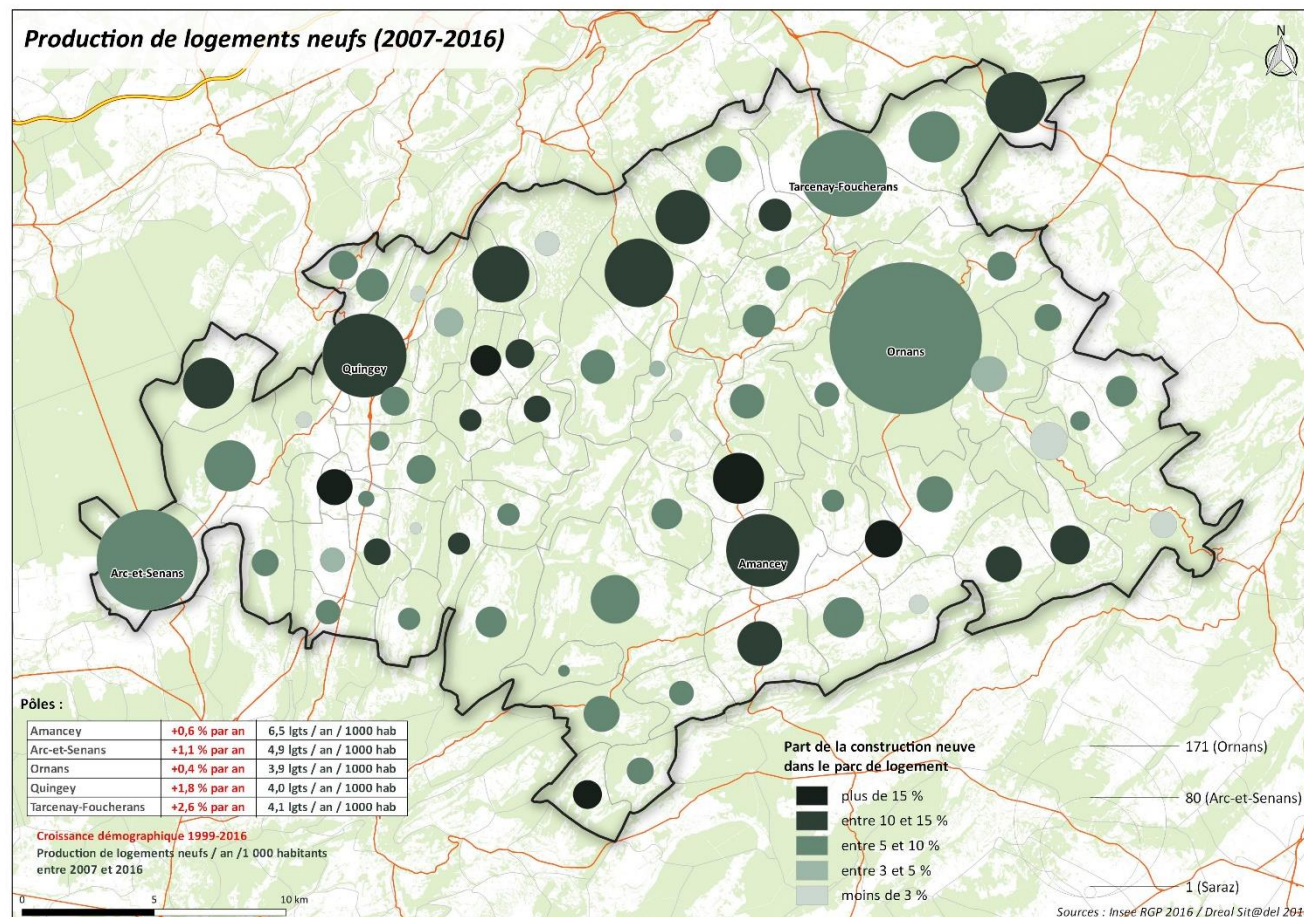 Production de logements neufs (2007-2016)
N
Tarcenay-Foucherans
Ornans
Quingey
Amancey
Arc-et-Senans
Pôles :
Amancey +0,6 % par an 6,5 lgts / an / 1000 hab
Arc-et-Senans +1,1 % par an 4,9 lgts / an / 1000 hab
Ornans +0,4 % par an 3,9 lgts / an / 1000 hab
Quingey +1,8 % par an 4,0 lgts / an / 1000 hab
Tarcenay-Foucherans +2,6 % par an 4,1 lgts / an / 1000 hab
Croissance démographique 1999-2016
Production de logements neufs / an /1 000 habitants
entre 2007 et 2016
0 5 10 km
Part de la construction neuve
dans le parc de logement
plus de 15 %
entre 10 et 15 %
entre 5 et 10 %
entre 3 et 5 %
moins de 3 %
171 (Ornans)
80 (Arc-et-Senans)
1 (Saraz)
Sources : Insee RGP 2016 / Dreal Sit@del 201